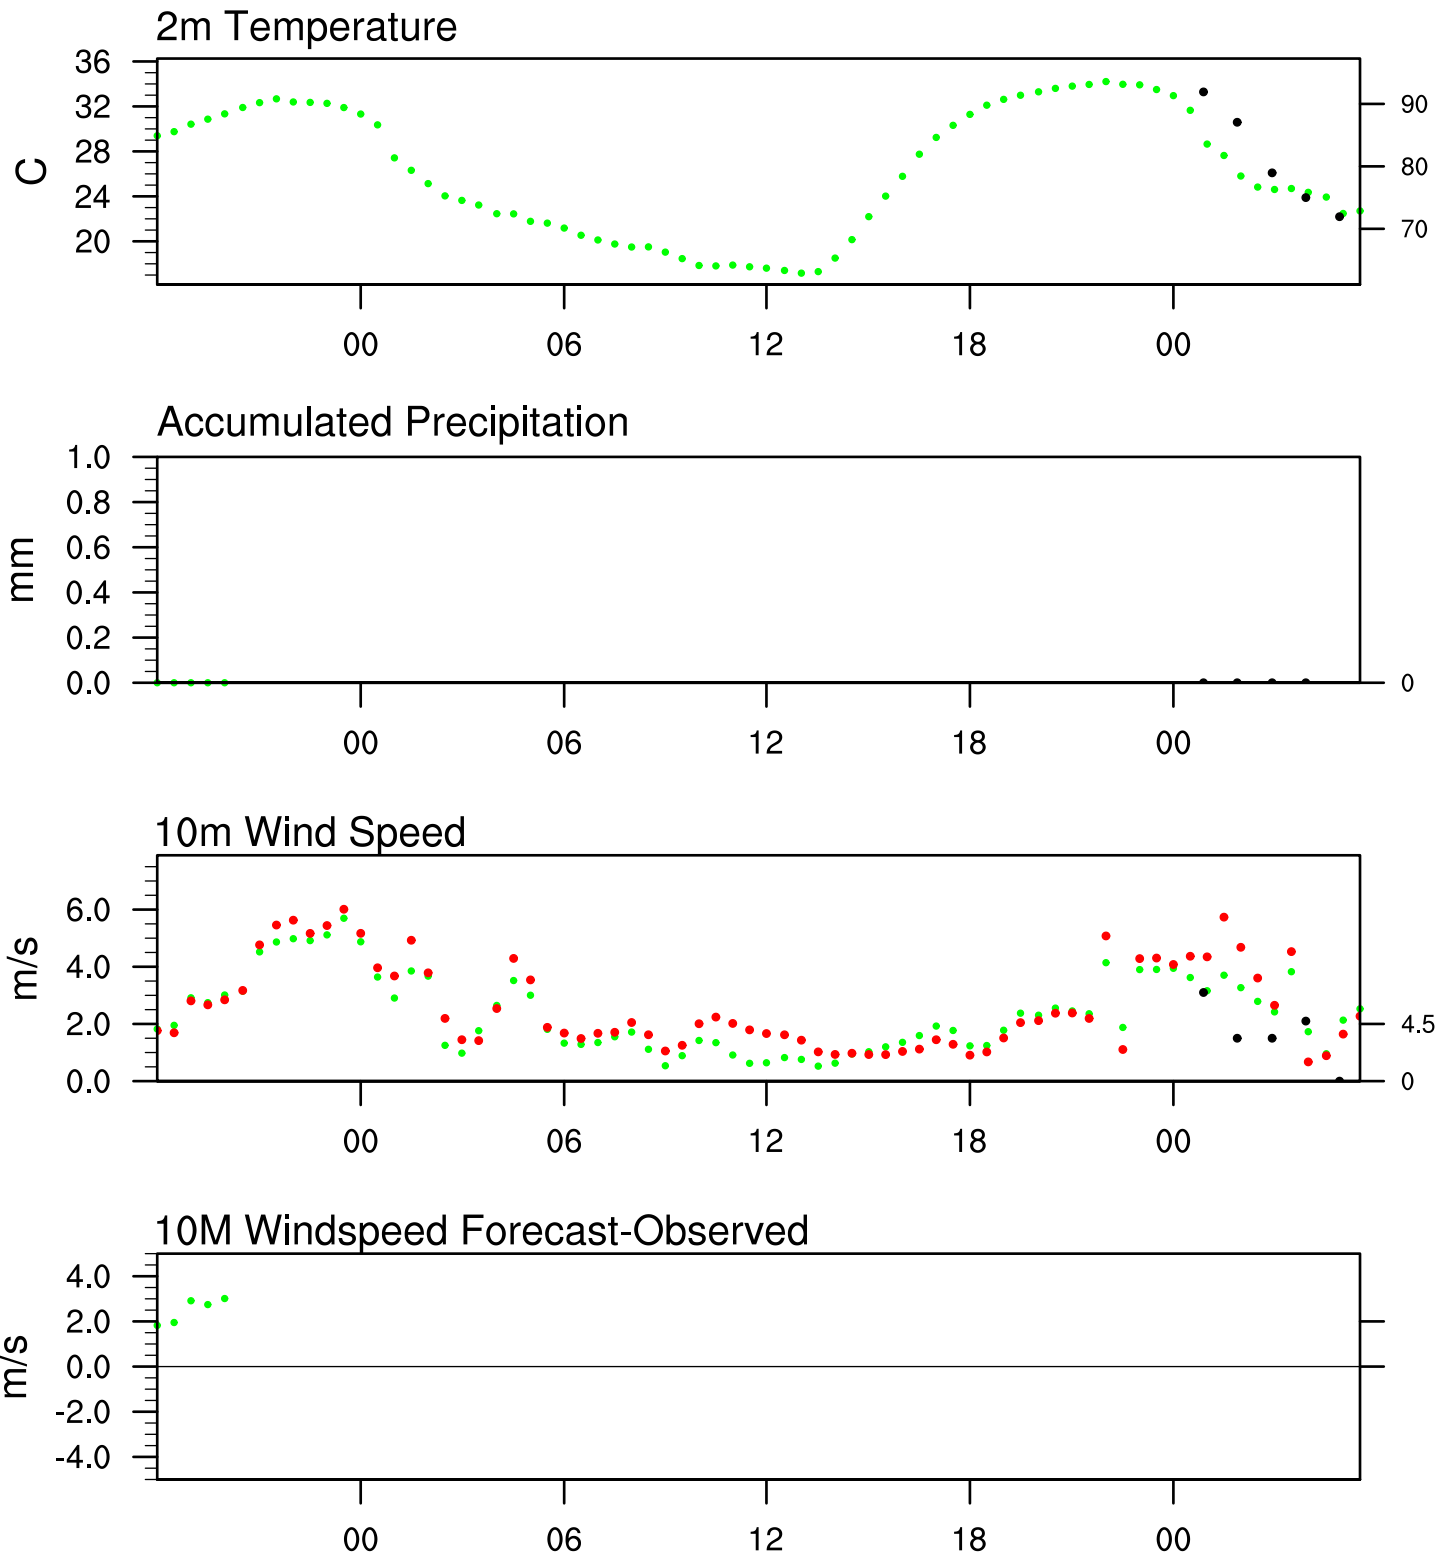 2m Temperature
36
32
28
24
20
C
90
80
70
00 06 12 18 00
Accumulated Precipitation
1.0
0.8
0.6
0.4
0.2
0.0
mm
0
00 06 12 18 00
10m Wind Speed
6.0
4.0
2.0
0.0
m/s
4.5
0
00 06 12 18 00
10M Windspeed Forecast-Observed
4.0
2.0
0.0
-2.0
-4.0
m/s
00 06 12 18 00